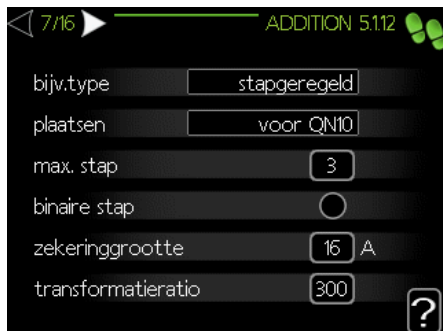 7/16 ADDITION 5.1.12
bijv.type stapgeregeld
plaatsen voor QN10
max. stap 3
binaire stap
zekeringgrootte 16 A
transformatieratio 300
?